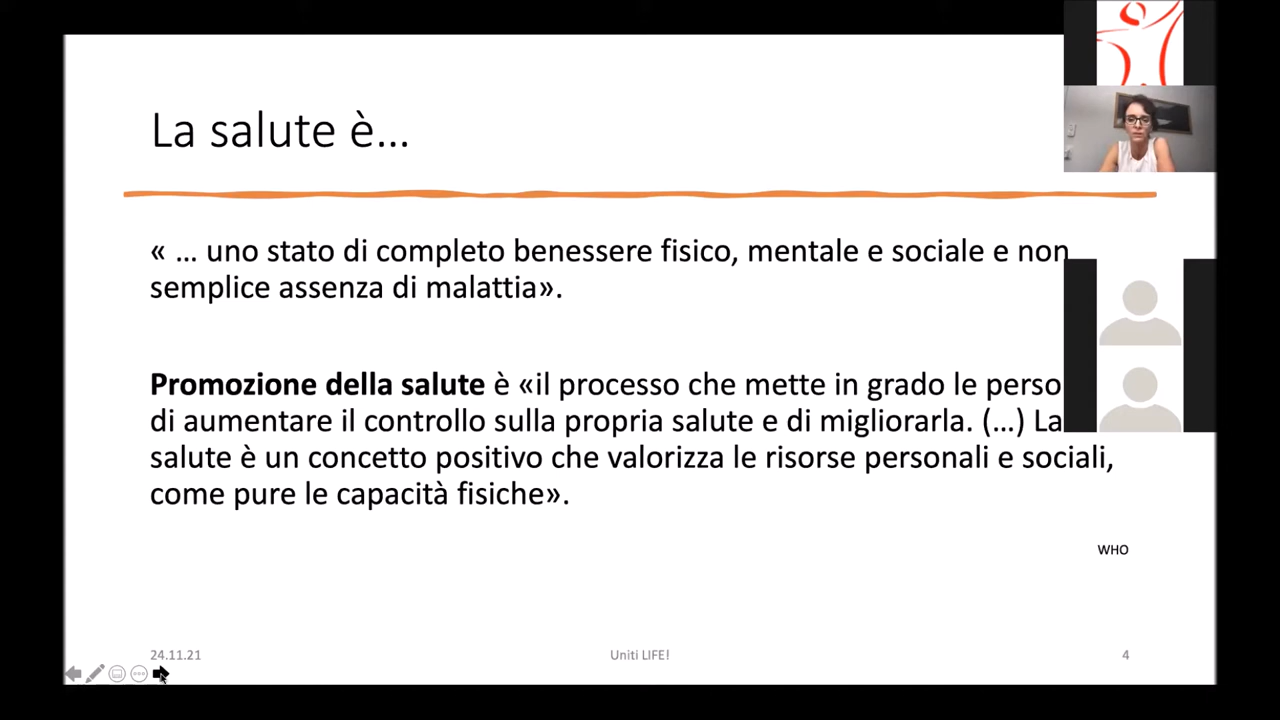 La salute è...
« ... uno stato di completo benessere fisico, mentale e sociale e non
semplice assenza di malattia».
Promozione della salute è «il processo che mette in grado le perso
di aumentare il controllo sulla propria salute e di migliorarla. (...) La
salute è un concetto positivo che valorizza le risorse personali e sociali,
come pure le capacità fisiche».
WHO
24.11.21
Uniti LIFE!
4